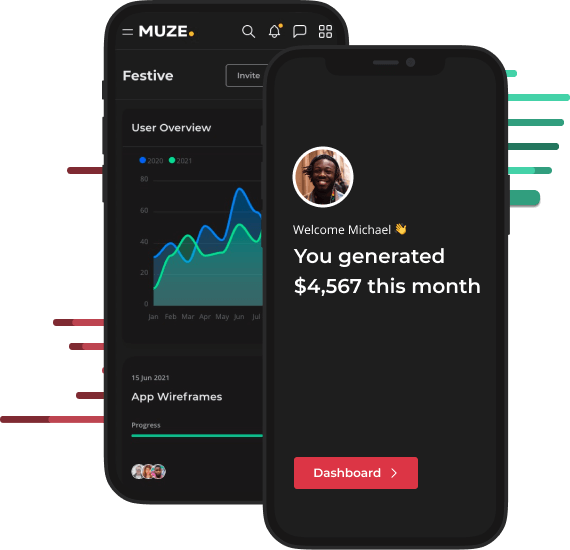 MUZE.
Festive
Invite
User Overview
2020 2021
80
60
40
20
0
Jan Feb Mar Apr May Jun Jul
15 Jun 2021
App Wireframes
Progress
Welcome Michael 👋
You generated
$4,567 this month
Dashboard